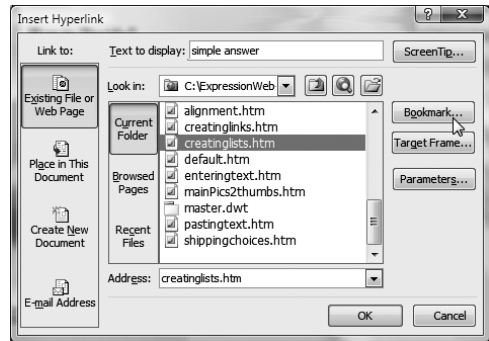 Insert Hyperlink
Link to:
Text to display: simple answer
ScreenTip...
Existing File or
Web Page
Look in: C:\ExpressionWeb
Current
Folder
Browsed
Pages
Recent
Files
alignment.htm
creatinglinks.htm
creatinglists.htm
default.htm
enteringtext.htm
mainPics2thumbs.htm
master.dwt
pastingtext.htm
shippingchoices.htm
Bookmark...
Target Frame...
Parameters...
Place in This
Document
Create New
Document
E-mail Address
Address: creatinglists.htm
OK
Cancel